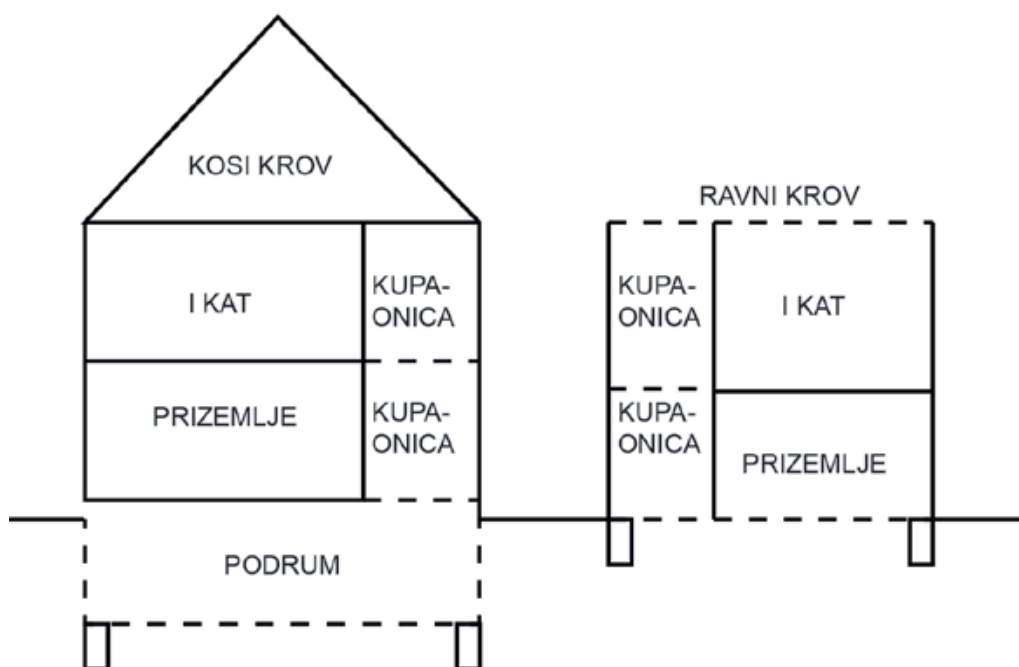 KOSI KROV
I KAT
KUPA-
ONICA
PRIZEMLJE
KUPA-
ONICA
PODRUM
RAVNI KROV
KUPA-
ONICA
I KAT
KUPA-
ONICA
PRIZEMLJE